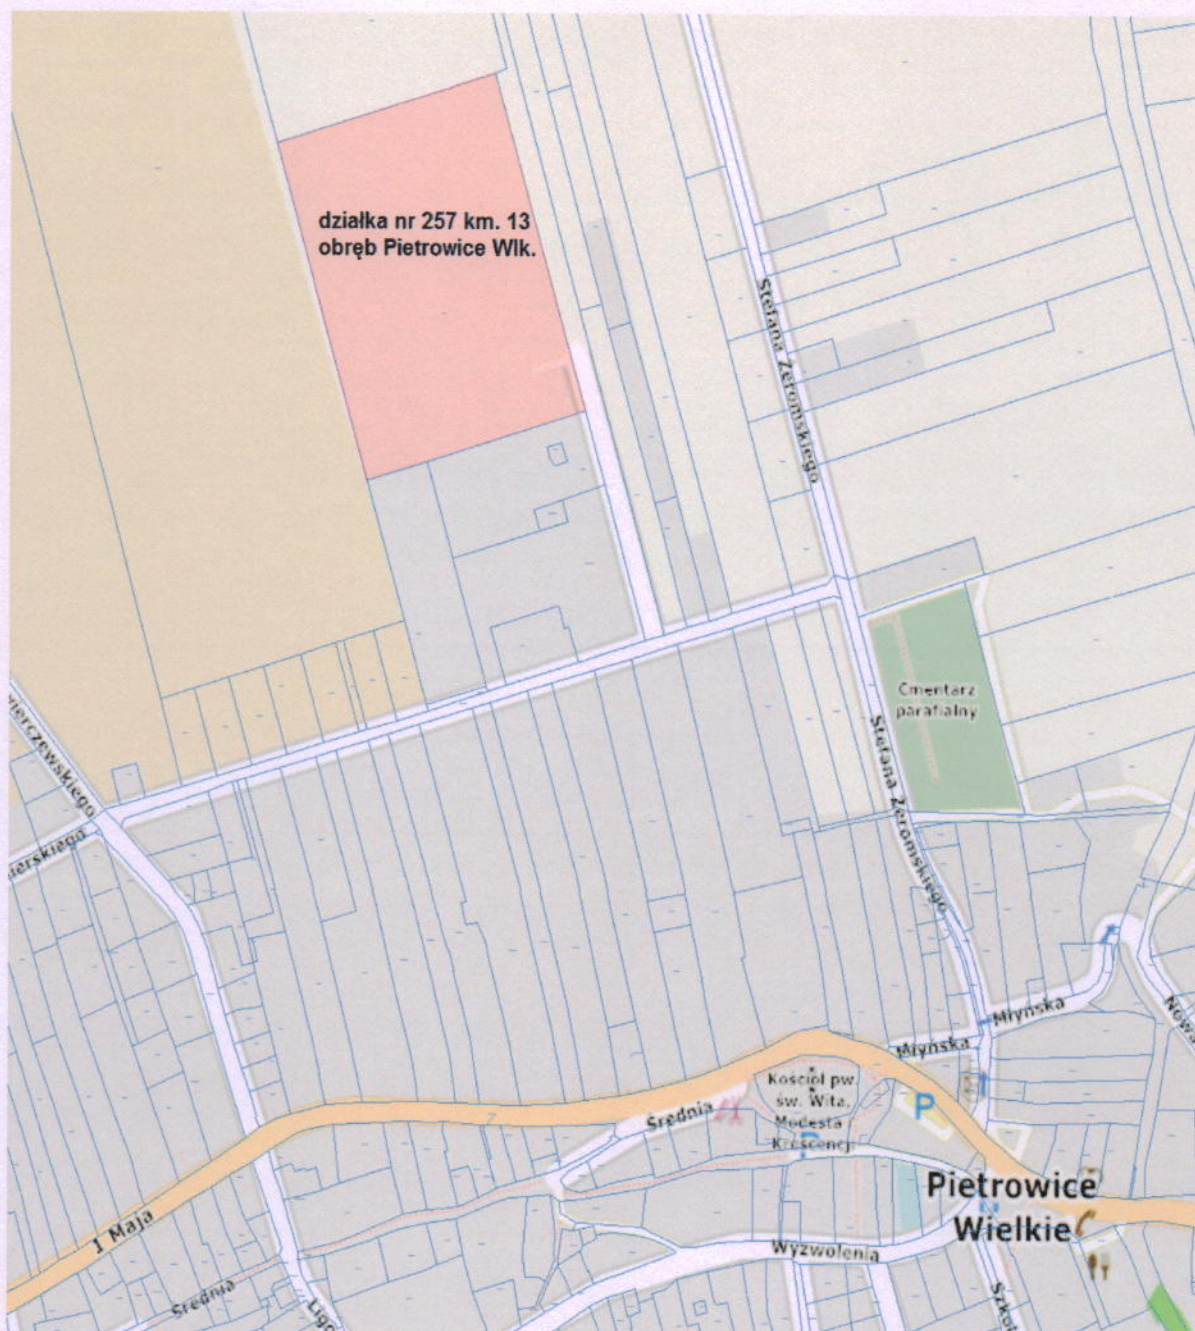 działka nr 257 km. 13
obręb Pietrowice Wlk.
Stefana Żeromskiego
Cmentarz
parafialny
Stefana Żeromskiego
Młyńska
Młyńska
Kościół pw.
św. Wita,
Modesta
Średnia
P
7
Pietrowice
Wielkie
Wyzwolenia
1 Maja
Średnia